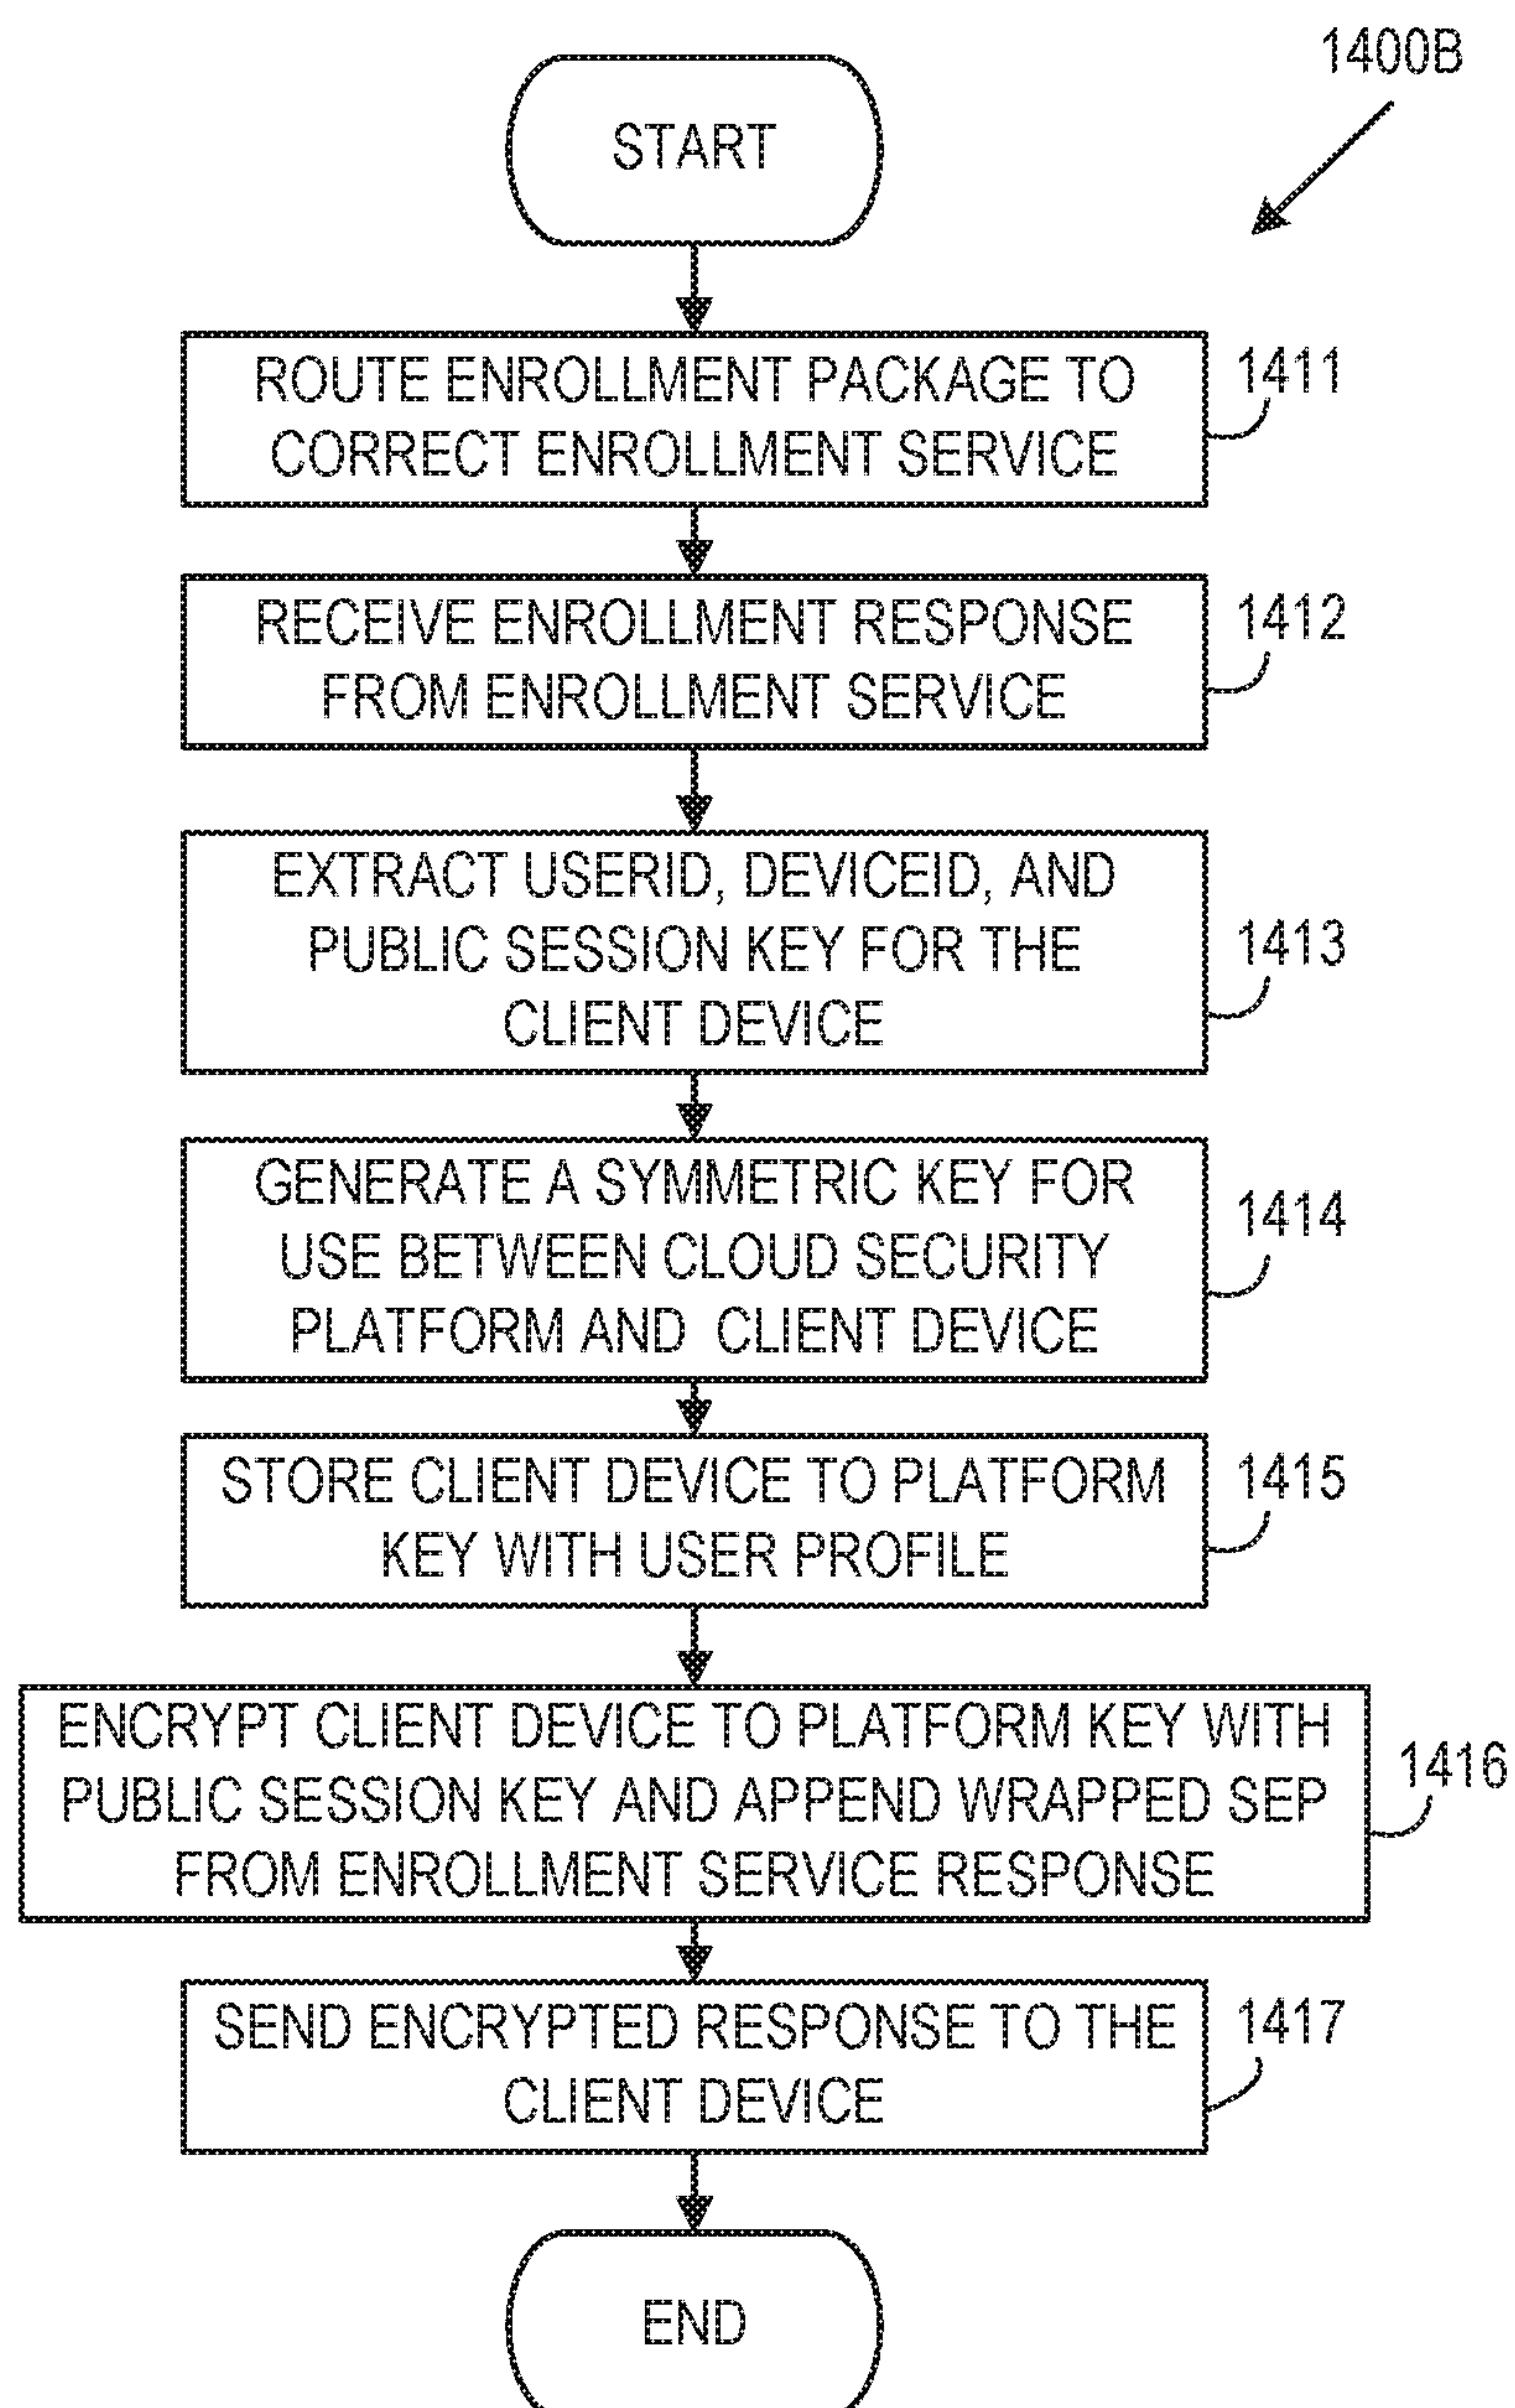 1400B
START
ROUTE ENROLLMENT PACKAGE TO
CORRECT ENROLLMENT SERVICE
1411
RECEIVE ENROLLMENT RESPONSE
FROM ENROLLMENT SERVICE
1412
EXTRACT USERID, DEVICEID, AND
PUBLIC SESSION KEY FOR THE
CLIENT DEVICE
1413
GENERATE A SYMMETRIC KEY FOR
USE BETWEEN CLOUD SECURITY
PLATFORM AND CLIENT DEVICE
1414
STORE CLIENT DEVICE TO PLATFORM
KEY WITH USER PROFILE
1415
ENCRYPT CLIENT DEVICE TO PLATFORM KEY WITH
PUBLIC SESSION KEY AND APPEND WRAPPED SEP
FROM ENROLLMENT SERVICE RESPONSE
1416
SEND ENCRYPTED RESPONSE TO THE
CLIENT DEVICE
1417
END